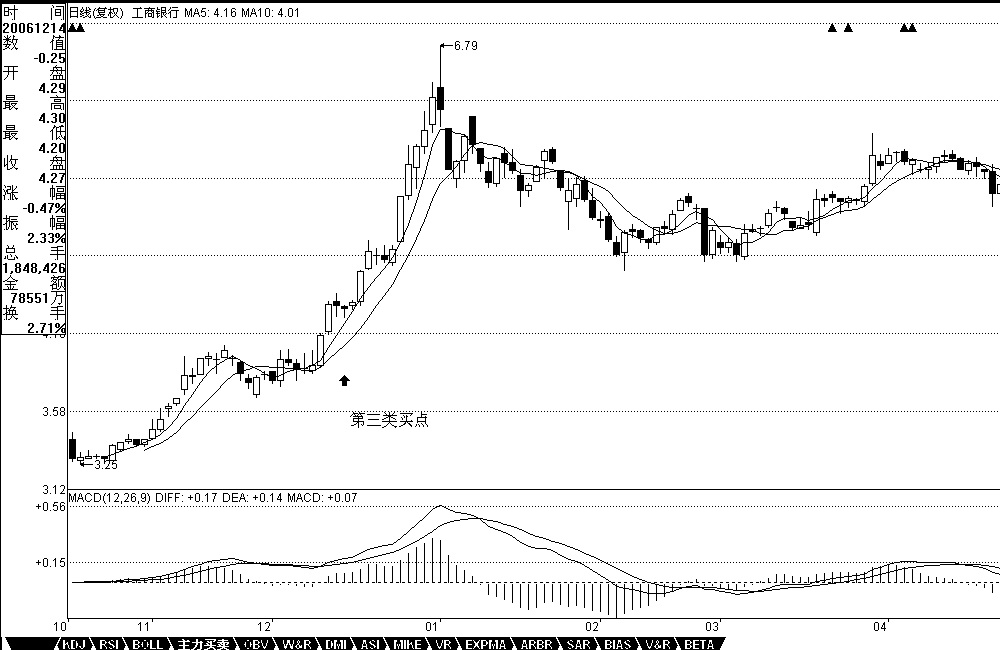 时 间
20061214
数 值
-0.25
开 盘
4.29
最 高
4.30
最 低
4.20
收 盘
4.27
涨 幅
-0.47%
振 幅
2.33%
总 手
1,848,426
金 额
78551万
换 手
2.71%
日线(复权) 工商银行 MA5: 4.16 MA10: 4.01
6.79
3.58
第三类买点
3.25
3.12
MACD(12,26,9) DIFF: +0.17 DEA: +0.14 MACD: +0.07
+0.56
+0.15
10 11 12 01 02 03 04
KDJ RSI BOLL 主力买卖 OBV W&R DMI ASI MIKE VR EXPMA ARBR SAR BIAS V&R BETA